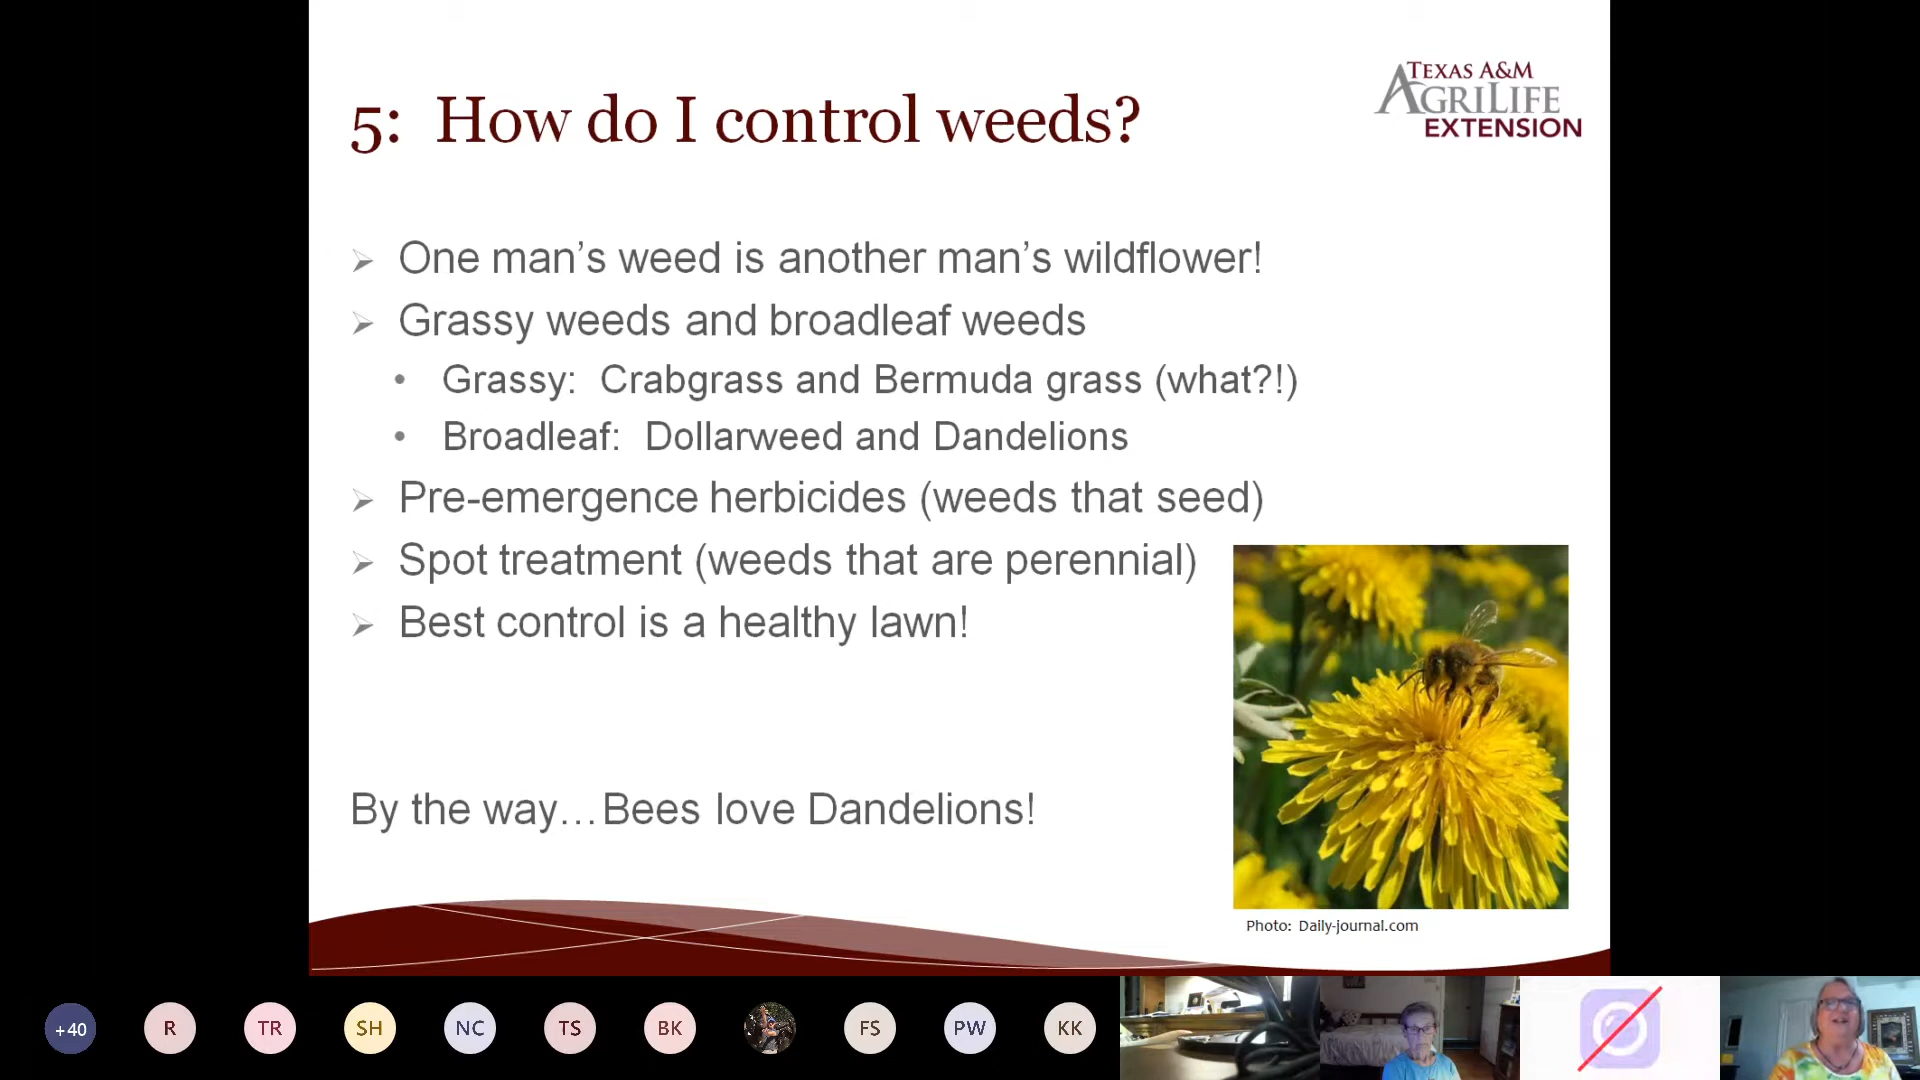 5: How do I control weeds?
TEXAS A&M
AGRILIFE
EXTENSION
One man’s weed is another man’s wildflower!
Grassy weeds and broadleaf weeds
Grassy: Crabgrass and Bermuda grass (what?!)
Broadleaf: Dollarweed and Dandelions
Pre-emergence herbicides (weeds that seed)
Spot treatment (weeds that are perennial)
Best control is a healthy lawn!
By the way…Bees love Dandelions!
Photo: Daily-journal.com
+40 R TR SH NC TS BK FS PW KK